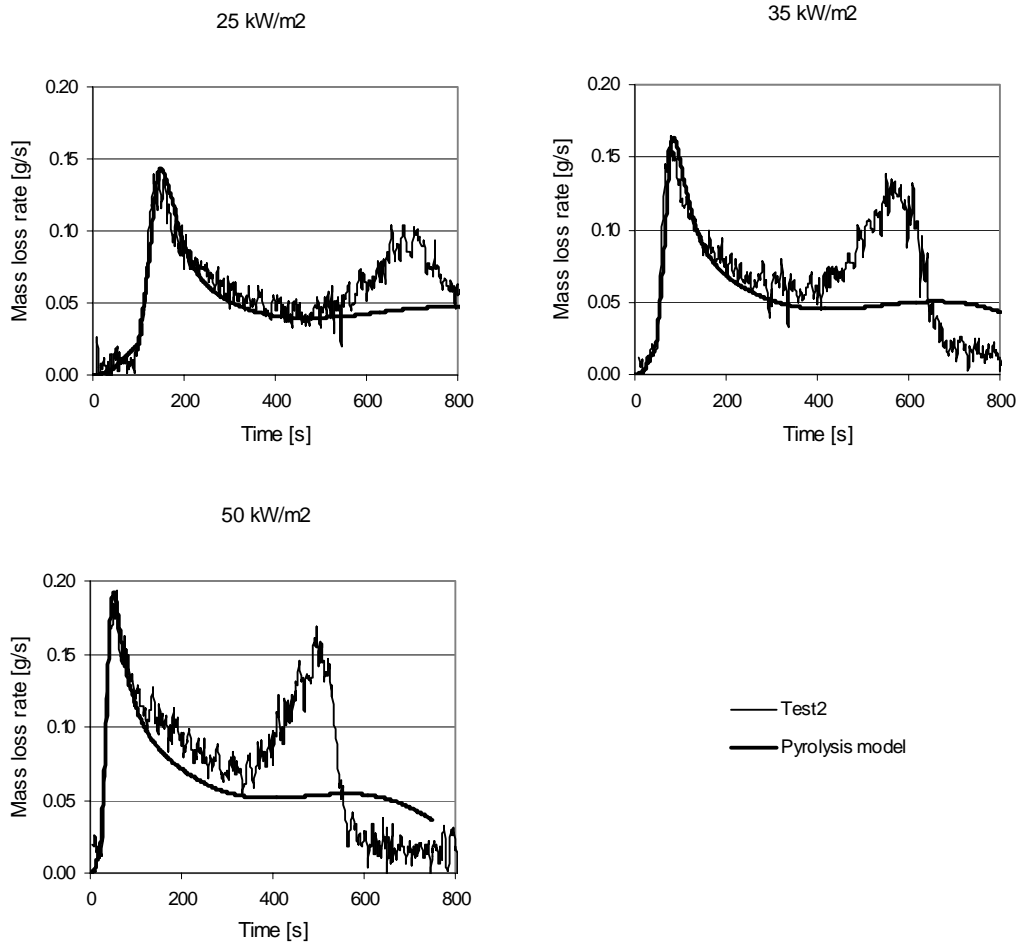 25 kW/m2
Mass loss rate [g/s]
0.20
0.15
0.10
0.05
0.00
0 200 400 600 800
Time [s]
35 kW/m2
Mass loss rate [g/s]
0.20
0.15
0.10
0.05
0.00
0 200 400 600 800
Time [s]
50 kW/m2
Mass loss rate [g/s]
0.20
0.15
0.10
0.05
0.00
0 200 400 600 800
Time [s]
Test2
Pyrolysis model